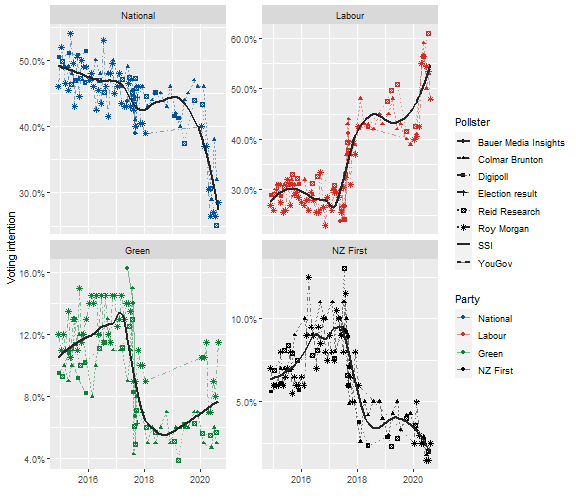 National
Labour
50.0%
40.0%
30.0%
60.0%
50.0%
40.0%
30.0%
Voting intention
Green
NZ First
16.0%
12.0%
8.0%
4.0%
10.0%
5.0%
2016
2018
2020
2016
2018
2020
Pollster
Bauer Media Insights
Colmar Brunton
Digipoll
Election result
Reid Research
Roy Morgan
SSI
YouGov
Party
National
Labour
Green
NZ First